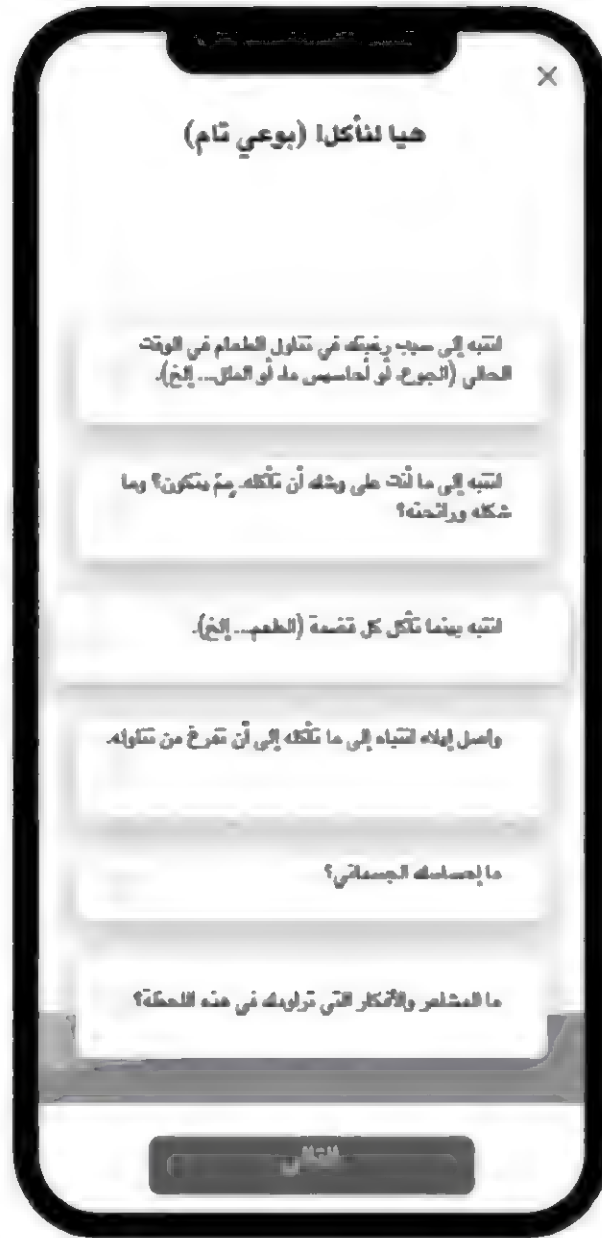 هيا لنأكل! (بوعي تام)
انتبه إلى سبب رغبتك في تناول الطعام في الوقت
الحالي (الجوع، أو أحاسيس ما، أو الملل... إلخ).
انتبه إلى ما أنت على وشك أن تأكله. مِمَّ يتكون؟ وما
شكله ورائحته؟
انتبه بينما تأكل كل قضمة (الطعم... إلخ).
واصل إيلاء انتباه إلى ما تأكله إلى أن تفرغ من تناوله.
ما إحساسك الجسماني؟
ما المشاعر والأفكار التي تراودك في هذه اللحظة؟
التالي